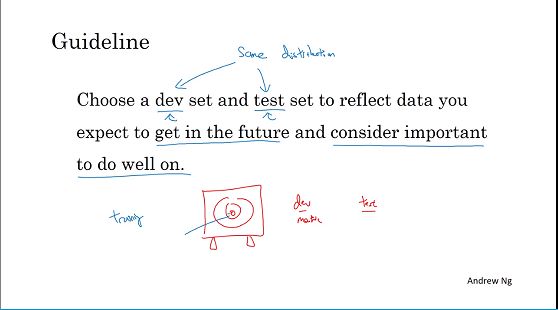 Guideline
Same distribution
Choose a dev set and test set to reflect data you
expect to get in the future and consider important
to do well on.
dev
metric
test
Andrew Ng